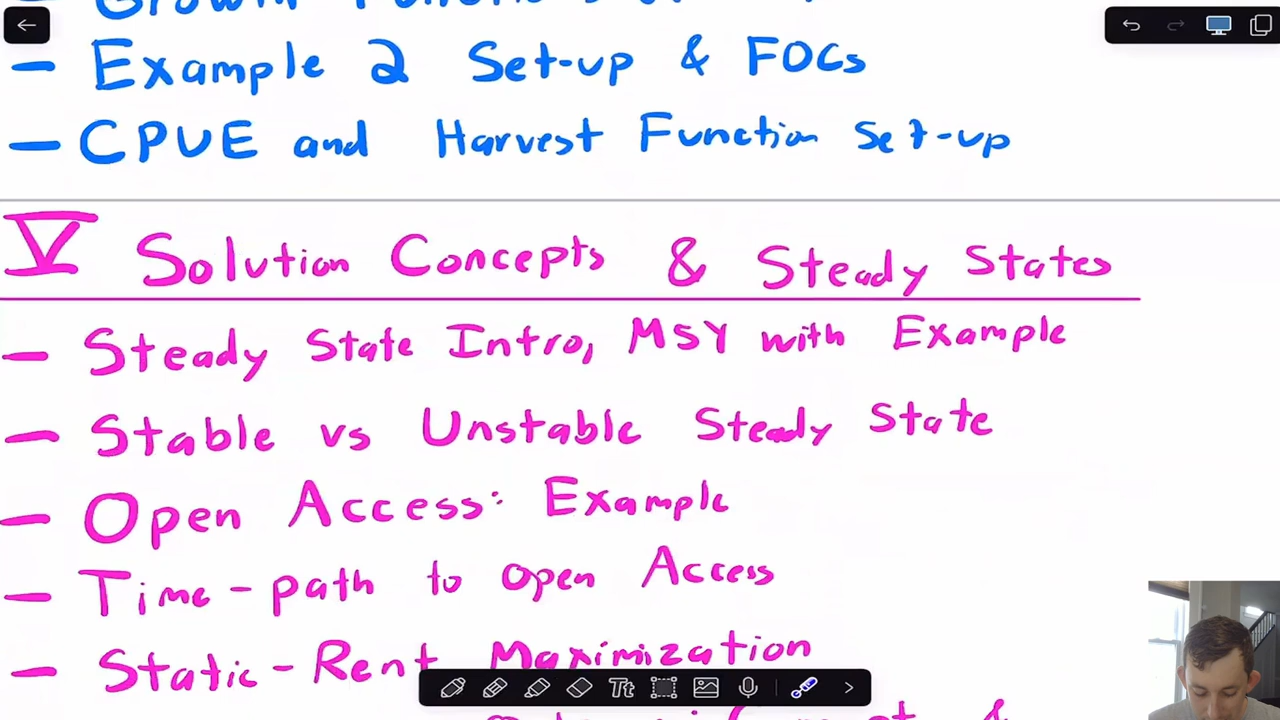 - Example 2 Set-up & FOCs
- CPUE and Harvest Function Set-up
V Solution Concepts & Steady States
- Steady State Intro, MSY with Example
- Stable vs Unstable Steady State
- Open Access: Example
- Time-path to Open Access
- Static-Rent Maximization
Tt